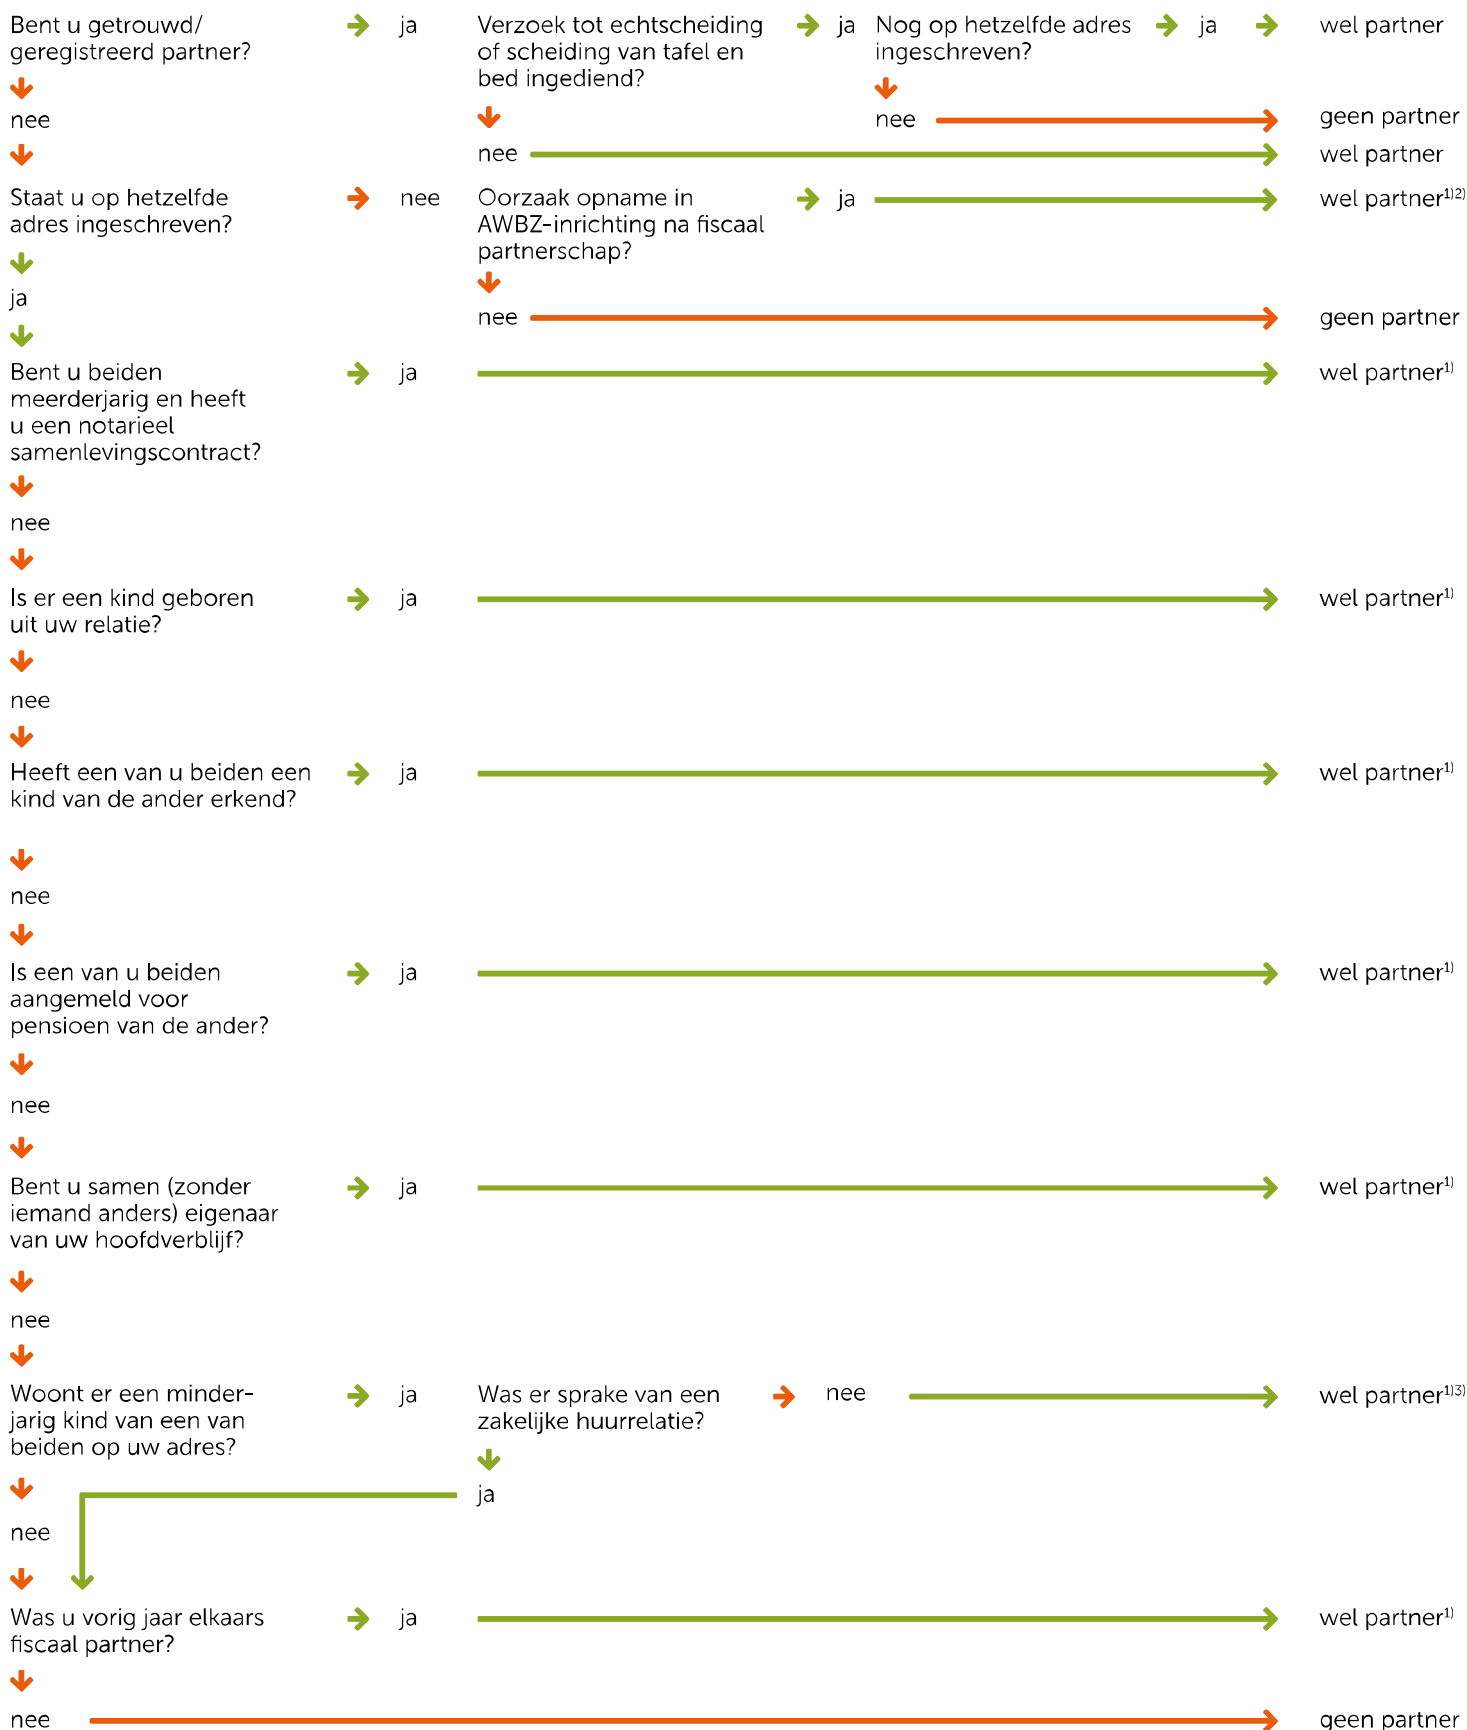 Bent u getrouwd/
geregistreerd partner?
ja
Verzoek tot echtscheiding
of scheiding van tafel en
bed ingediend?
ja
Nog op hetzelfde adres
ingeschreven?
ja
wel partner
nee
nee
geen partner
nee
wel partner
Staat u op hetzelfde
adres ingeschreven?
nee
Oorzaak opname in
AWBZ-inrichting na fiscaal
partnerschap?
ja
wel partner1)2)
ja
nee
geen partner
Bent u beiden
meerderjarig en heeft
u een notarieel
samenlevingscontract?
ja
wel partner1)
nee
Is er een kind geboren
uit uw relatie?
ja
wel partner1)
nee
Heeft een van u beiden een
kind van de ander erkend?
ja
wel partner1)
nee
Is een van u beiden
aangemeld voor
pensioen van de ander?
ja
wel partner1)
nee
Bent u samen (zonder
iemand anders) eigenaar
van uw hoofdverblijf?
ja
wel partner1)
nee
Woont er een minder-
jarig kind van een van
beiden op uw adres?
ja
Was er sprake van een
zakelijke huurrelatie?
nee
wel partner1)3)
ja
nee
Was u vorig jaar elkaars
fiscaal partner?
ja
wel partner1)
nee
geen partner